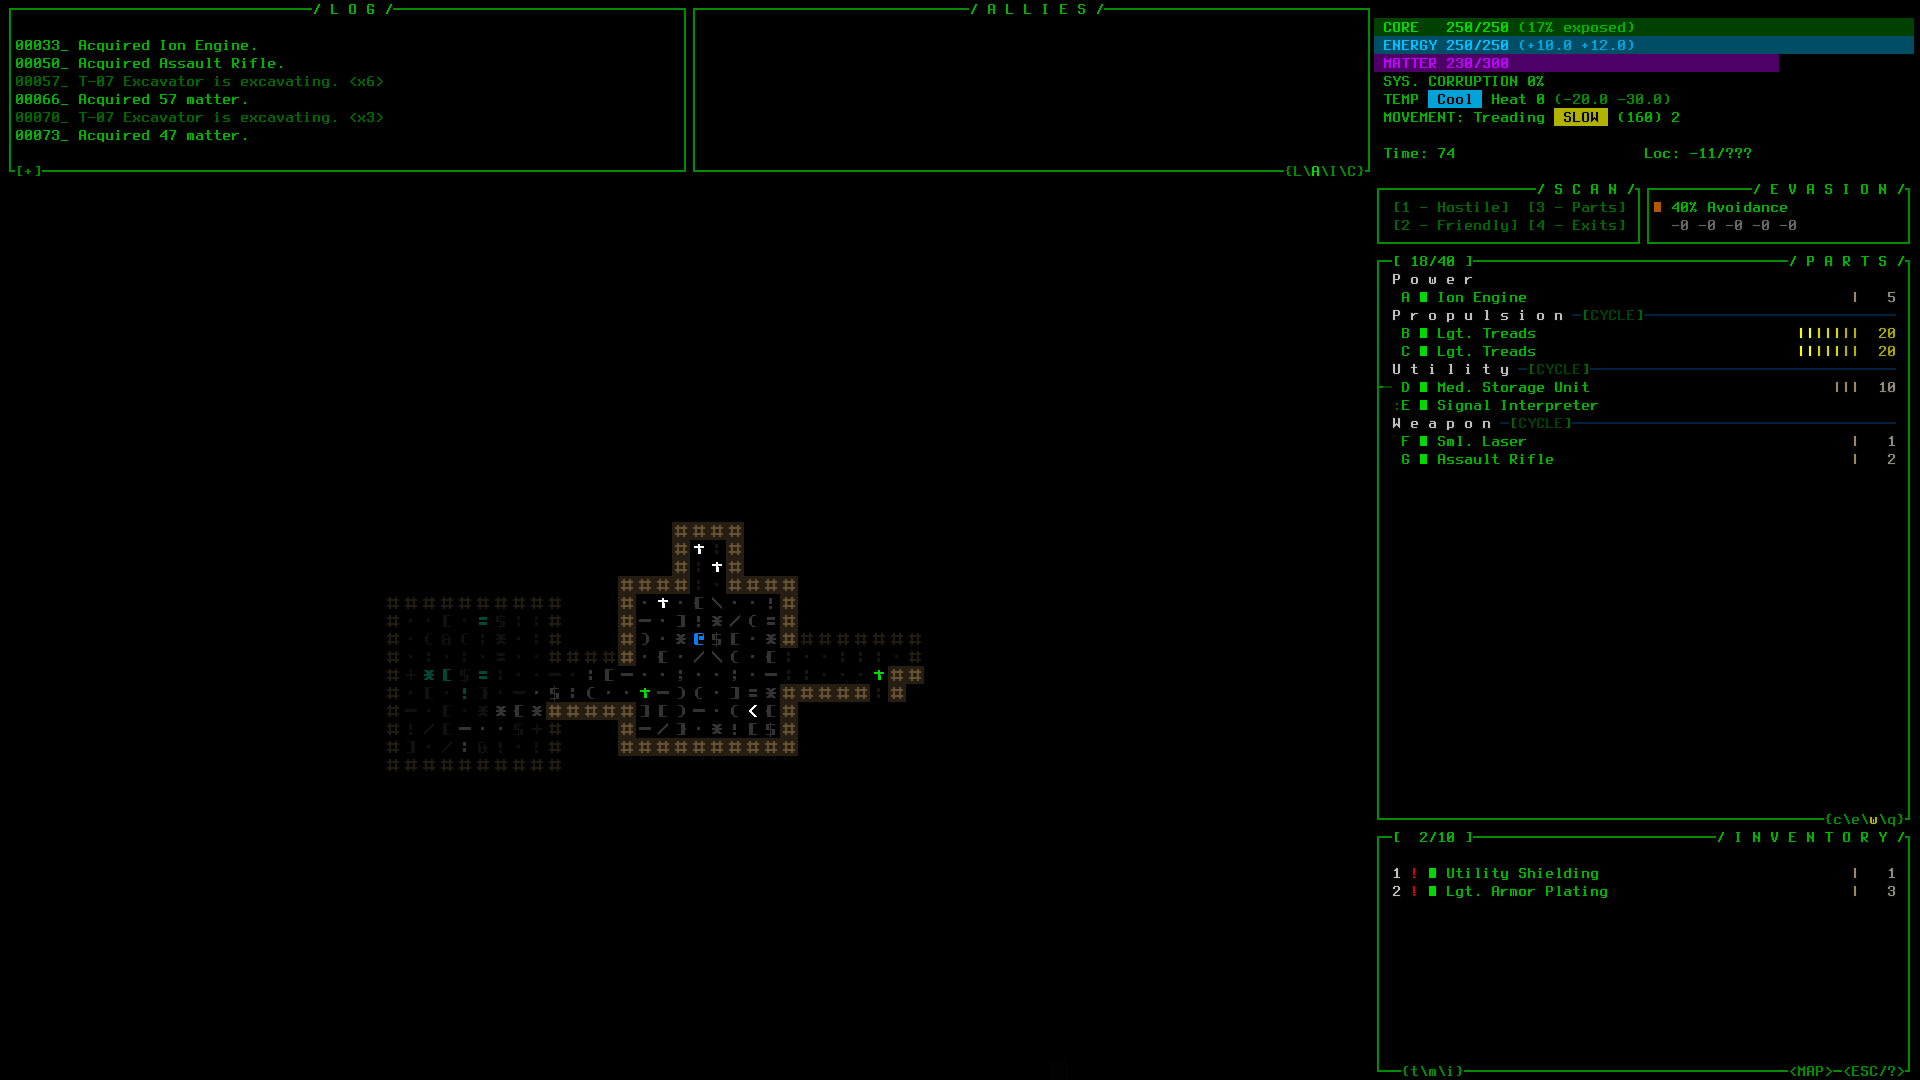 / L O G /
00033_ Acquired Ion Engine.
00050_ Acquired Assault Rifle.
00057_ T-07 Excavator is excavating. <x6>
00066_ Acquired 57 matter.
00070_ T-07 Excavator is excavating. <x3>
00073_ Acquired 47 matter.
[+]
/ A L L I E S /
{L\A\I\C}
CORE 250/250 (17% exposed)
ENERGY 250/250 (+10.0 +12.0)
MATTER 230/300
SYS. CORRUPTION 0%
TEMP Cool Heat 0 (-20.0 -30.0)
MOVEMENT: Treading SLOW (160) 2
Time: 74 Loc: -11/???
/ S C A N /
[1 - Hostile] [3 - Parts]
[2 - Friendly] [4 - Exits]
/ E V A S I O N /
40% Avoidance
-0 -0 -0 -0 -0
[ 18/40 ] / P A R T S /
P o w e r
A Ion Engine 5
P r o p u l s i o n [CYCLE]
B Lgt. Treads 20
C Lgt. Treads 20
U t i l i t y [CYCLE]
D Med. Storage Unit 10
:E Signal Interpreter
W e a p o n [CYCLE]
F Sml. Laser 1
G Assault Rifle 2
{c\e\w\q}
[ 2/10 ] / I N V E N T O R Y /
1 ! Utility Shielding 1
2 ! Lgt. Armor Plating 3
{t\m\i} <MAP> <ESC/?>